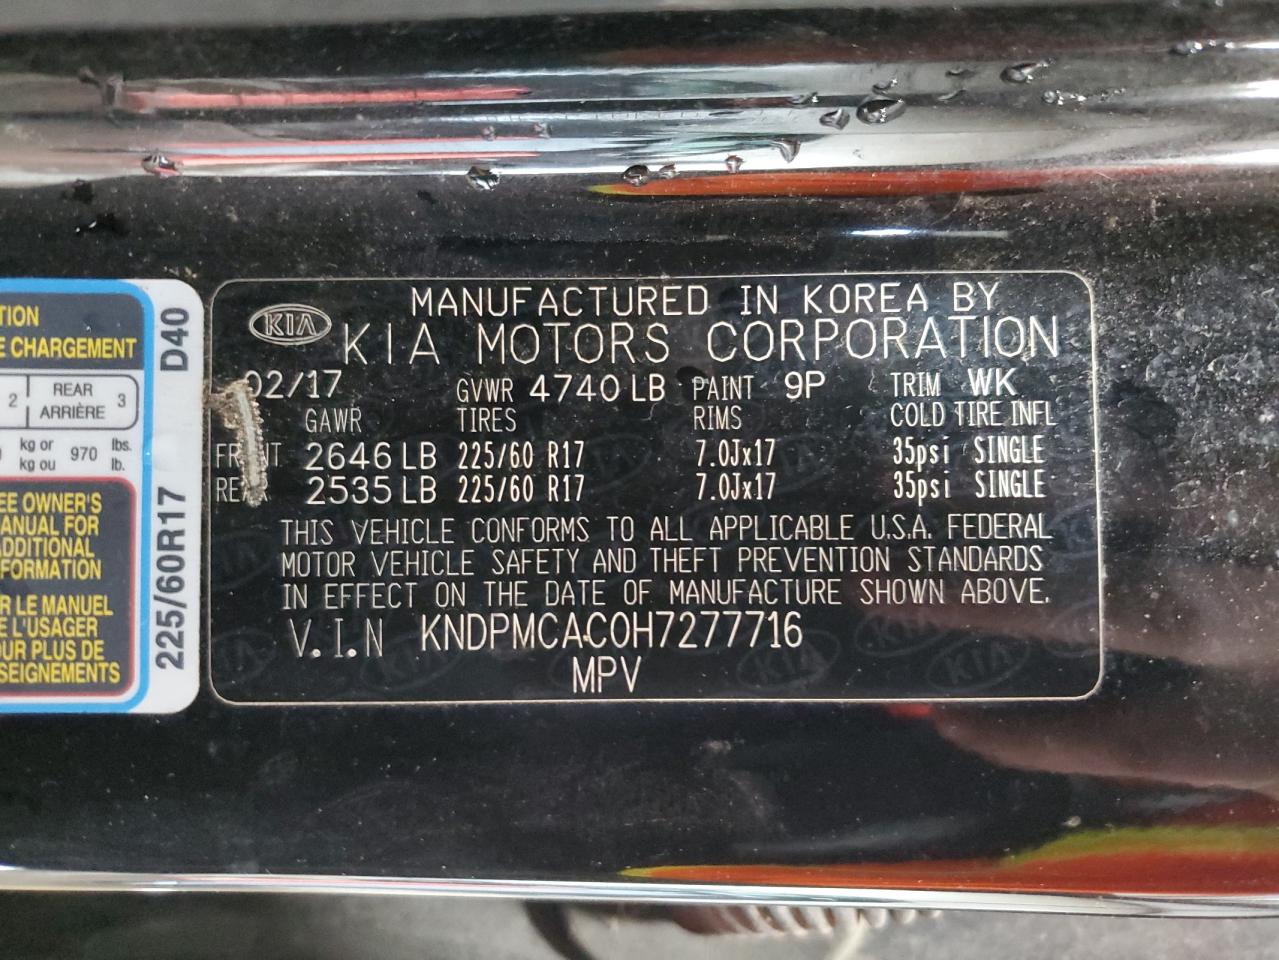 TION
E CHARGEMENT
D40
2 REAR ARRIÈRE 3
kg or kg ou 970 lbs. lb.
EE OWNER'S
ANUAL FOR
ADDITIONAL
FORMATION
R LE MANUEL
E L'USAGER
OUR PLUS DE
SEIGNEMENTS
225/60R17
KIA
MANUFACTURED IN KOREA BY
KIA MOTORS CORPORATION
02/17 GVWR 4740 LB PAINT 9P TRIM WK
GAWR TIRES RIMS COLD TIRE INFL
2646 LB 225/60 R17 7.0Jx17 35psi SINGLE
2535 LB 225/60 R17 7.0Jx17 35psi SINGLE
THIS VEHICLE CONFORMS TO ALL APPLICABLE U.S.A. FEDERAL
MOTOR VEHICLE SAFETY AND THEFT PREVENTION STANDARDS
IN EFFECT ON THE DATE OF MANUFACTURE SHOWN ABOVE.
V.I.N KNDPMCAC0H7277716
MPV